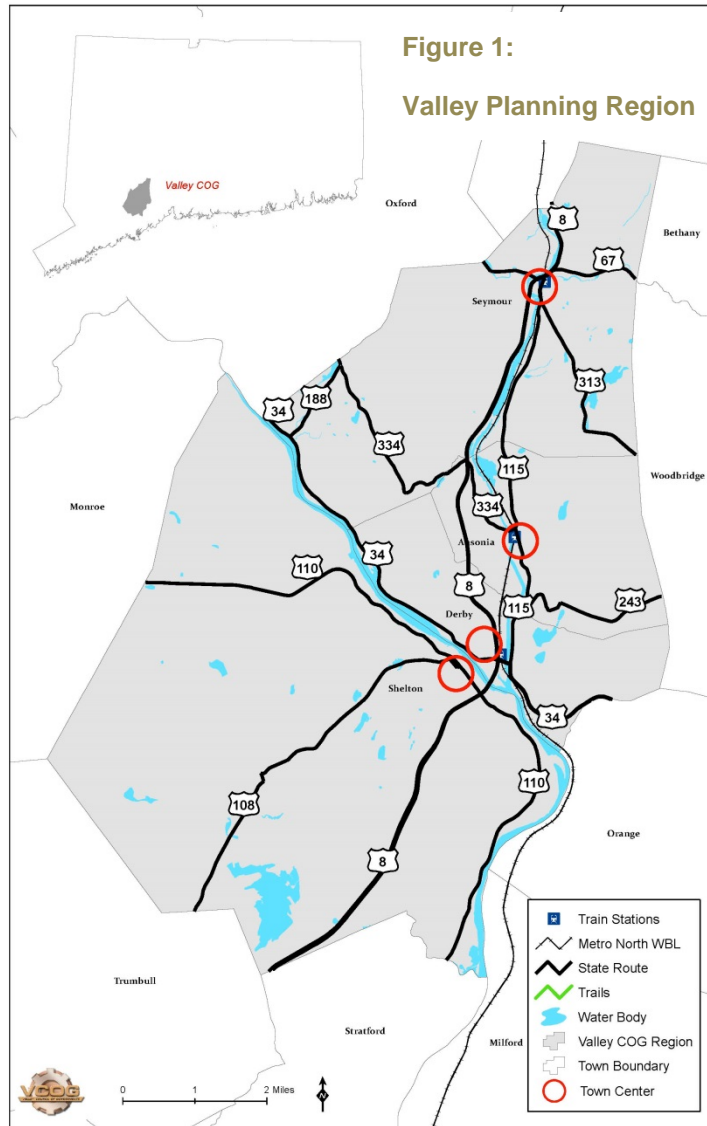 Figure 1:
Valley Planning Region
Valley COG
Oxford
8
Bethany
67
Seymour
313
188
34
334
115
Woodbridge
334
Monroe
Ansonia
34
110
8
115
243
Derby
Shelton
34
110
108
Orange
8
Train Stations
Metro North WBL
State Route
Trails
Water Body
Valley COG Region
Town Boundary
Town Center
Trumbull
Stratford
Milford
VCOG
0 1 2 Miles
N